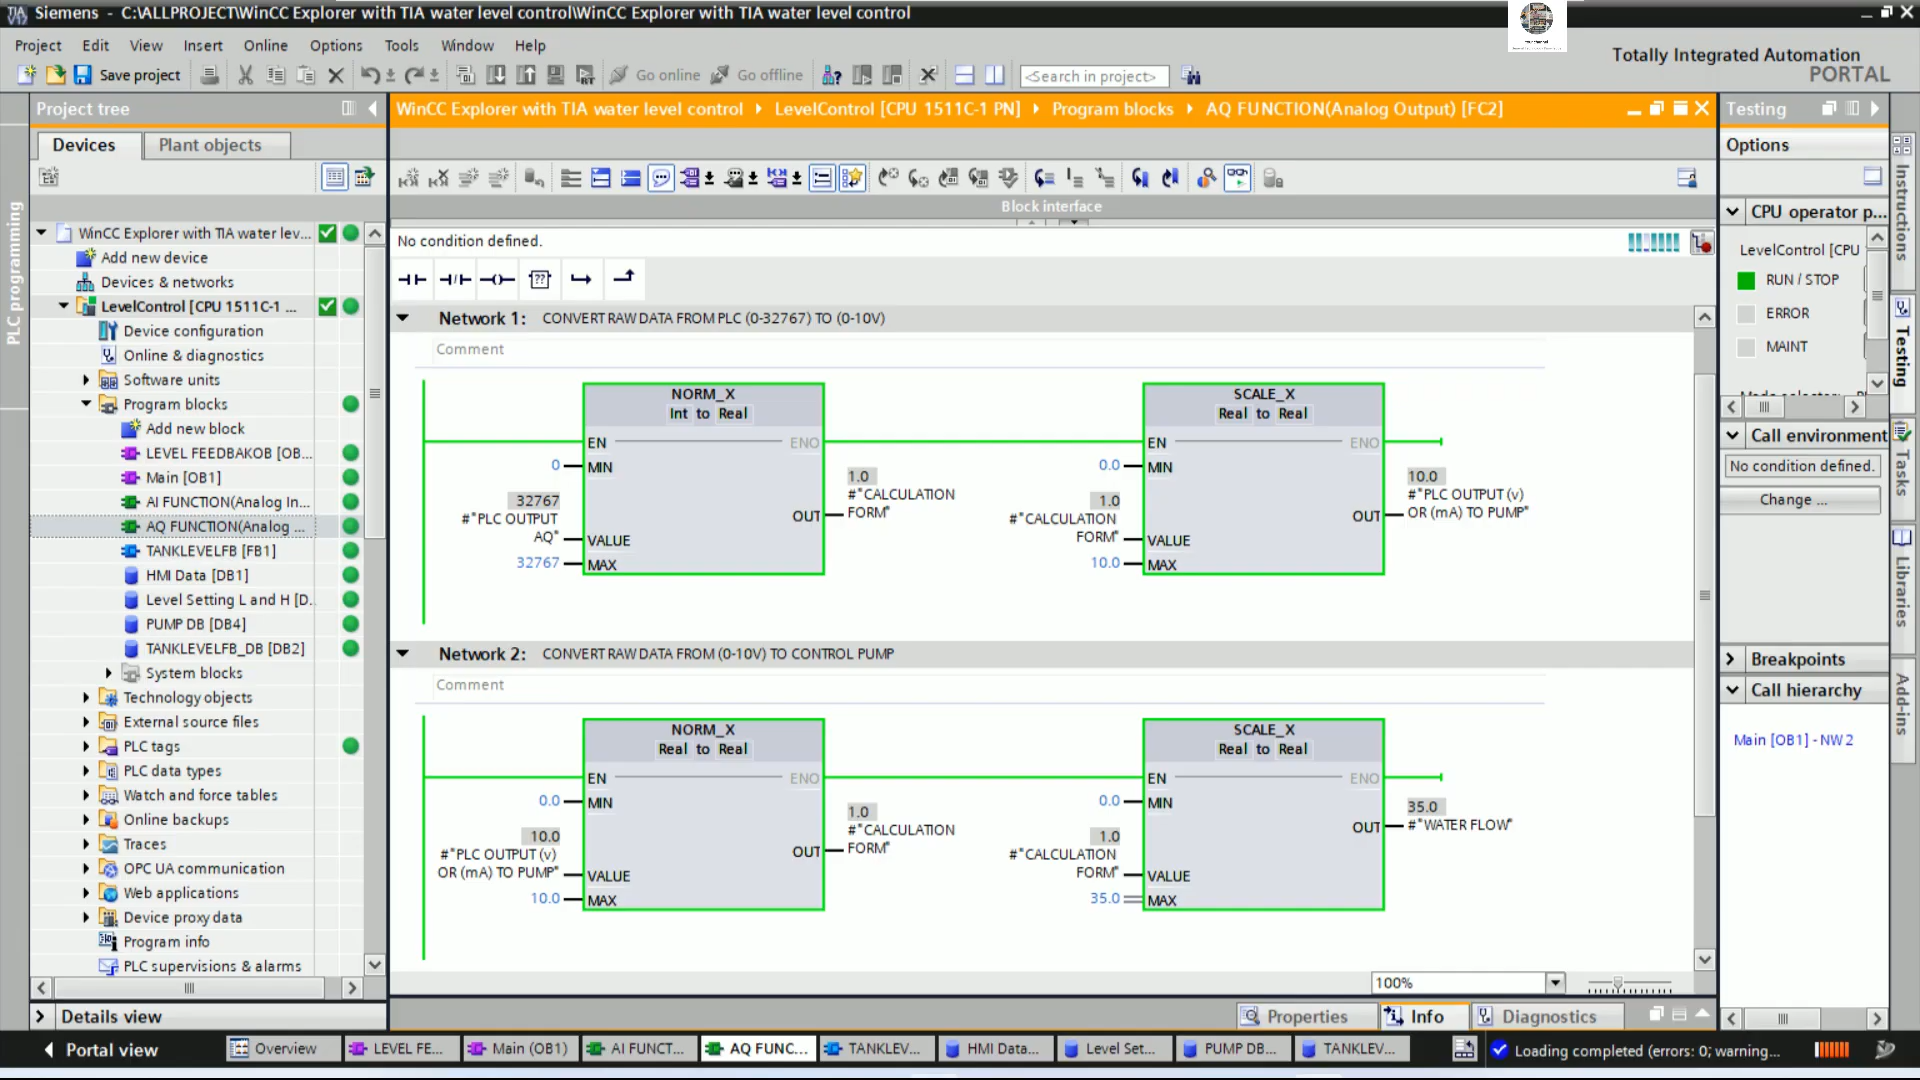 Siemens - C:\ALLPROJECT\WinCC Explorer with TIA water level control\WinCC Explorer with TIA water level control
Project Edit View Insert Online Options Tools Window Help
Totally Integrated Automation
PORTAL
Save project Go online Go offline <Search in project>
Project tree
WinCC Explorer with TIA water level control LevelControl [CPU 1511C-1 PN] Program blocks AQ FUNCTION(Analog Output) [FC2]
Testing
Devices Plant objects
Options
Block interface
PLC programming
WinCC Explorer with TIA water lev...
Add new device
Devices & networks
LevelControl [CPU 1511C-1 ...
Device configuration
Online & diagnostics
Software units
Program blocks
Add new block
LEVEL FEEDBAKOB [OB...
Main [OB1]
AI FUNCTION(Analog In...
AQ FUNCTION(Analog ...
TANKLEVELFB [FB1]
HMI Data [DB1]
Level Setting L and H [D...
PUMP DB [DB4]
TANKLEVELFB_DB [DB2]
System blocks
Technology objects
External source files
PLC tags
PLC data types
Watch and force tables
Online backups
Traces
OPC UA communication
Web applications
Device proxy data
Program info
PLC supervisions & alarms
Details view
No condition defined.
??
Network 1: CONVERT RAW DATA FROM PLC (0-32767) TO (0-10V)
Comment
NORM_X
Int to Real
EN ENO
0 MIN
32767
#"PLC OUTPUT
AQ" VALUE
32767 MAX
OUT
1.0
#"CALCULATION
FORM"
SCALE_X
Real to Real
EN ENO
0.0 MIN
1.0
#"CALCULATION
FORM" VALUE
10.0 MAX
OUT
10.0
#"PLC OUTPUT (v)
OR (mA) TO PUMP"
Network 2: CONVERT RAW DATA FROM (0-10V) TO CONTROL PUMP
Comment
NORM_X
Real to Real
EN ENO
0.0 MIN
10.0
#"PLC OUTPUT (v)
OR (mA) TO PUMP" VALUE
10.0 MAX
OUT
1.0
#"CALCULATION
FORM"
SCALE_X
Real to Real
EN ENO
0.0 MIN
1.0
#"CALCULATION
FORM" VALUE
35.0 MAX
OUT
35.0
#"WATER FLOW"
100%
Properties Info Diagnostics
CPU operator p...
LevelControl [CPU
RUN / STOP
ERROR
MAINT
Call environment
No condition defined.
Change ...
Breakpoints
Call hierarchy
Main [OB1] - NW 2
Instructions
Testing
Tasks
Libraries
Add-ins
Portal view Overview LEVEL FE... Main (OB1) AI FUNCT... AQ FUNC... TANKLEV... HMI Data... Level Set... PUMP DB... TANKLEV... Loading completed (errors: 0; warning...